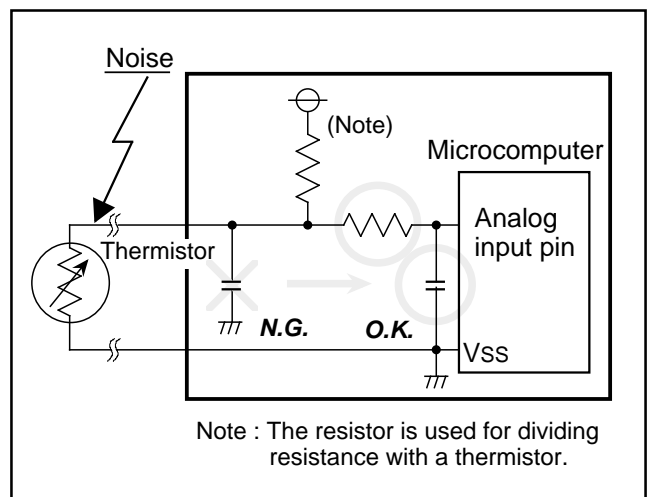 Noise
(Note)
Microcomputer
Analog
input pin
Thermistor
N.G.
O.K.
VSS
Note : The resistor is used for dividing
resistance with a thermistor.